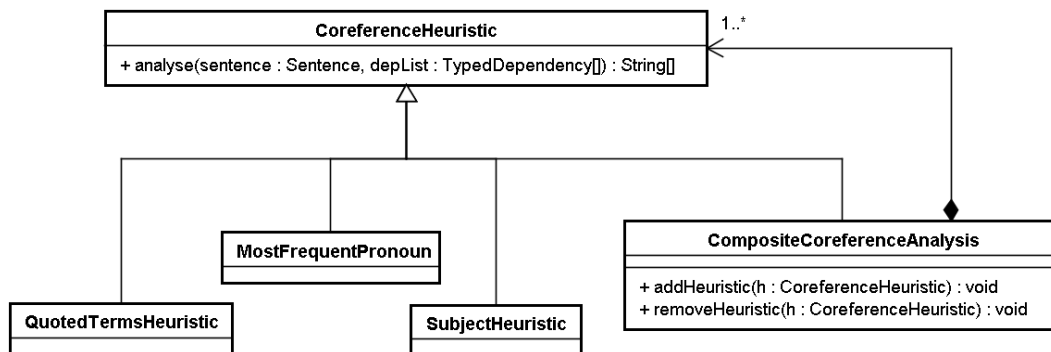 CoreferenceHeuristic
1..*
+ analyse(sentence : Sentence, depList : TypedDependency[]) : String[]
MostFrequentPronoun
CompositeCoreferenceAnalysis
+ addHeuristic(h : CoreferenceHeuristic) : void
+ removeHeuristic(h : CoreferenceHeuristic) : void
QuotedTermsHeuristic
SubjectHeuristic